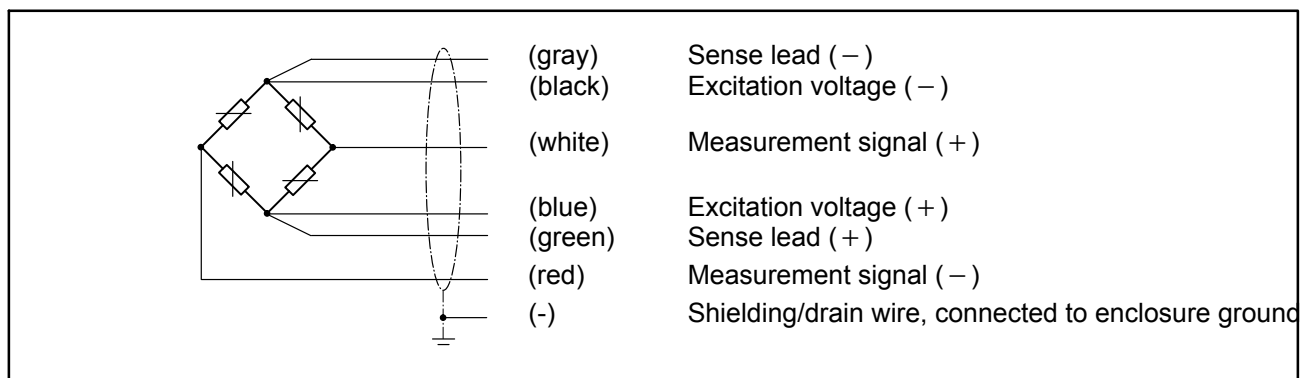 (gray) Sense lead (−)
(black) Excitation voltage (−)
(white) Measurement signal (+)
(blue) Excitation voltage (+)
(green) Sense lead (+)
(red) Measurement signal (−)
(-) Shielding/drain wire, connected to enclosure ground